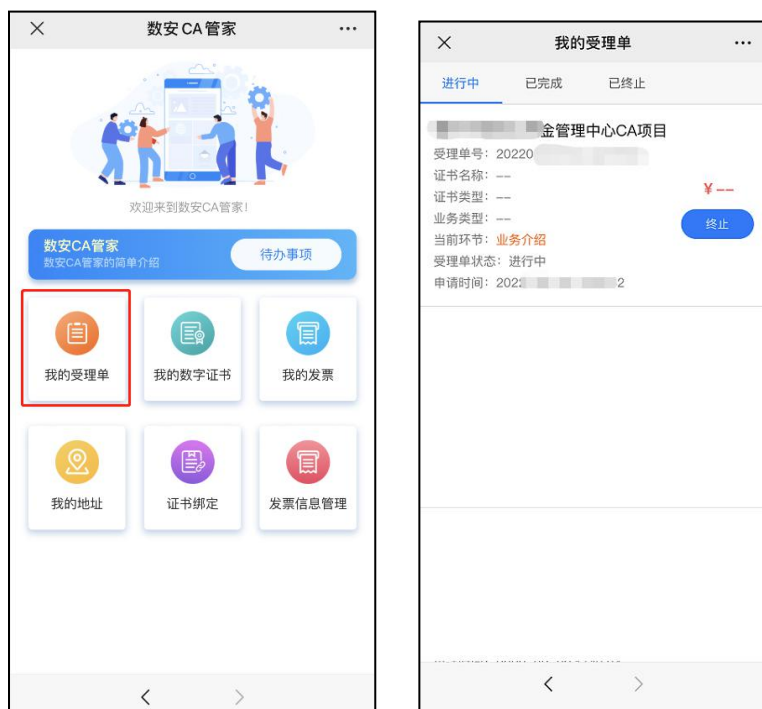 数安CA管家
欢迎来到数安CA管家!
数安CA管家
数安CA管家的简单介绍
待办事项
我的受理单
我的数字证书
我的发票
我的地址
证书绑定
发票信息管理
我的受理单
进行中
已完成
已终止
金管理中心CA项目
受理单号: 20220
证书名称: --
证书类型: --
¥ --
业务类型: --
终止
当前环节: 业务介绍
受理单状态: 进行中
申请时间: 202 2